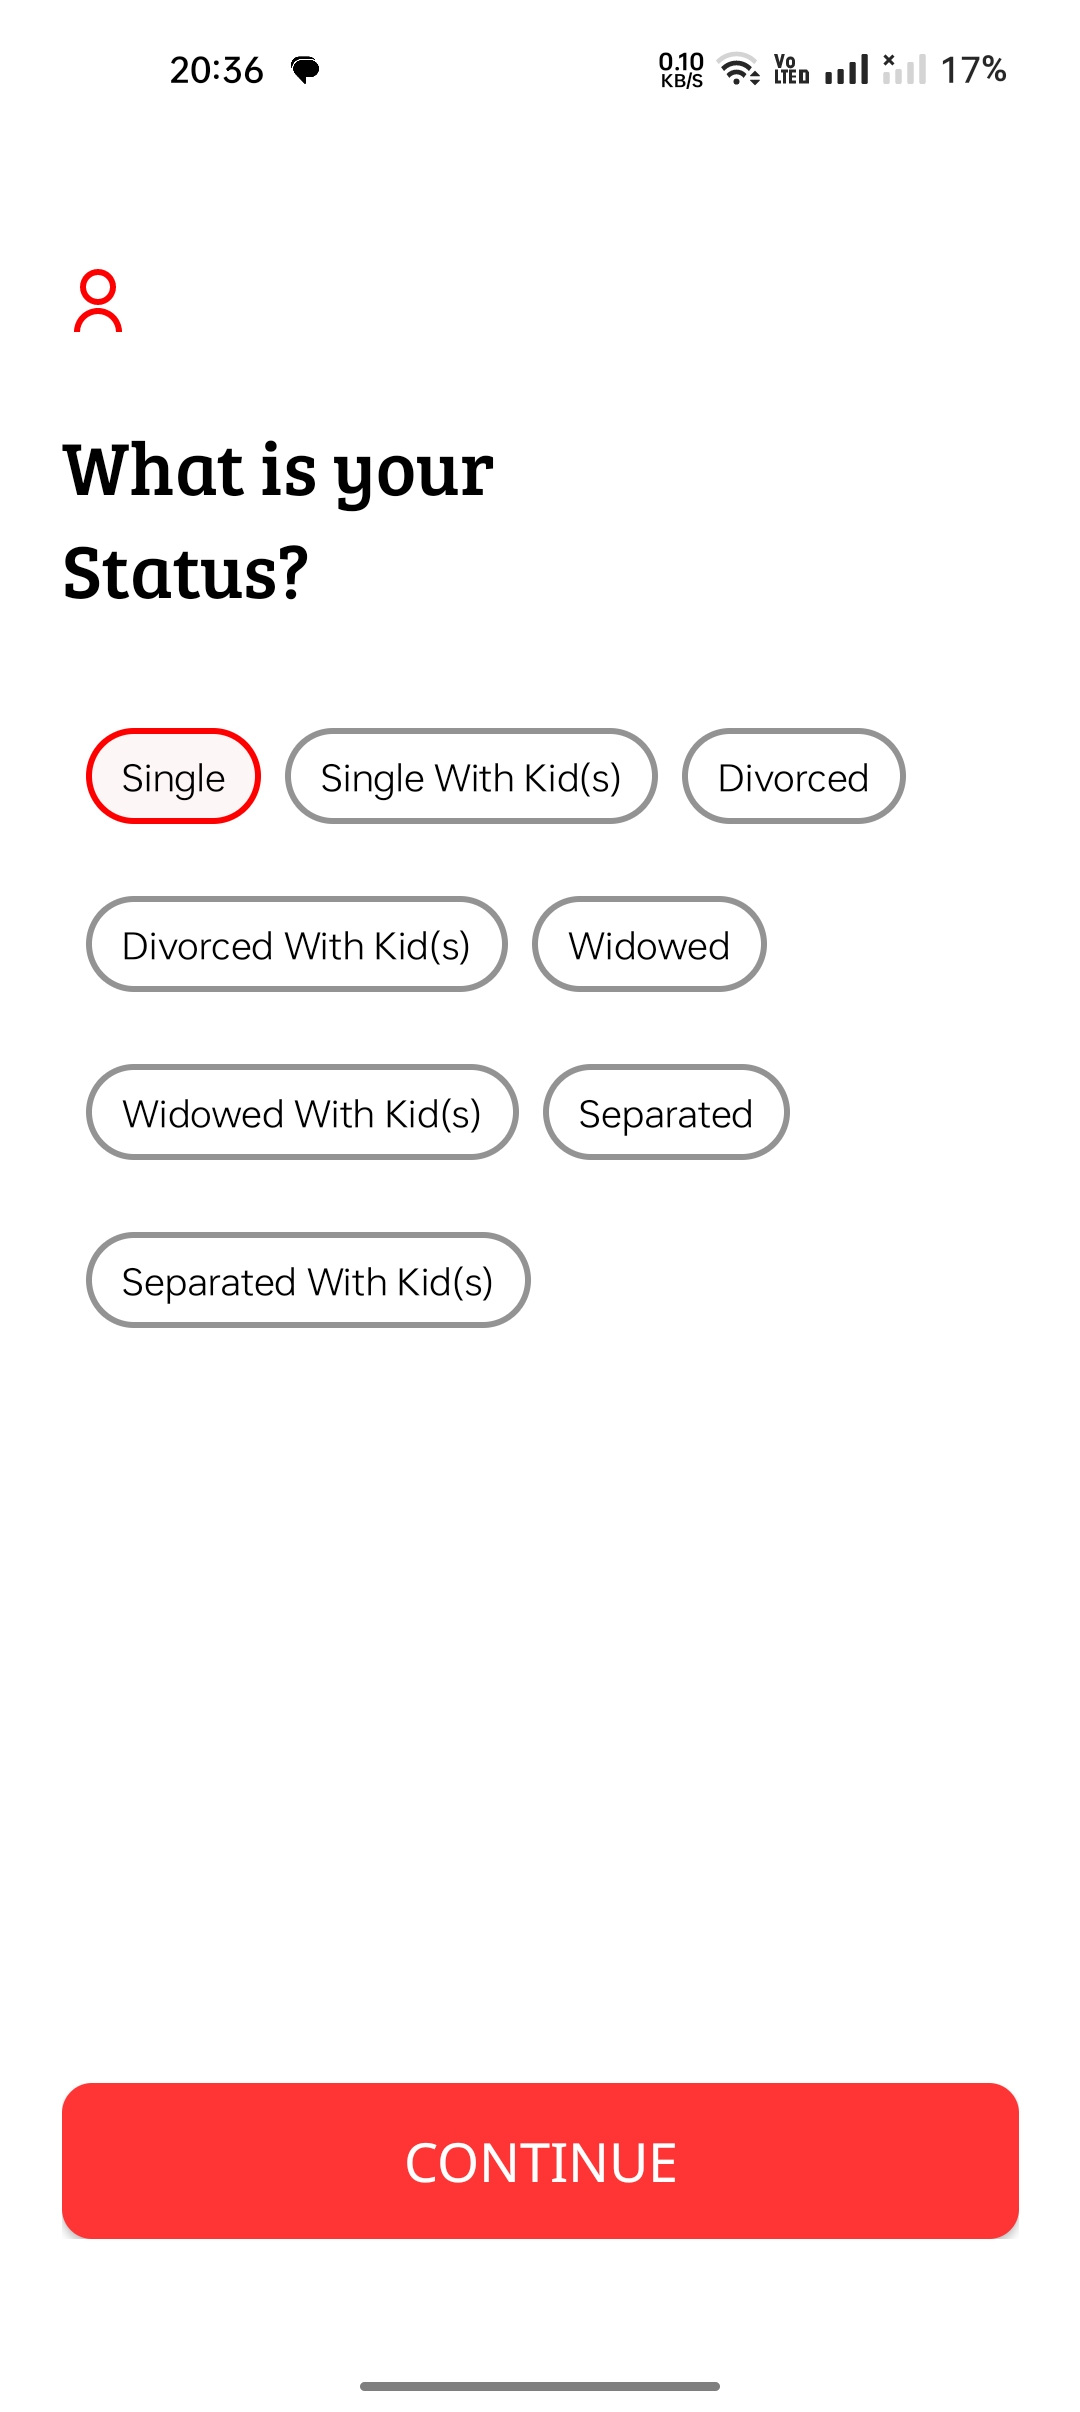 20:36 0.10 KB/S Vo LTED 17%
What is your
Status?
Single Single With Kid(s) Divorced
Divorced With Kid(s) Widowed
Widowed With Kid(s) Separated
Separated With Kid(s)
CONTINUE